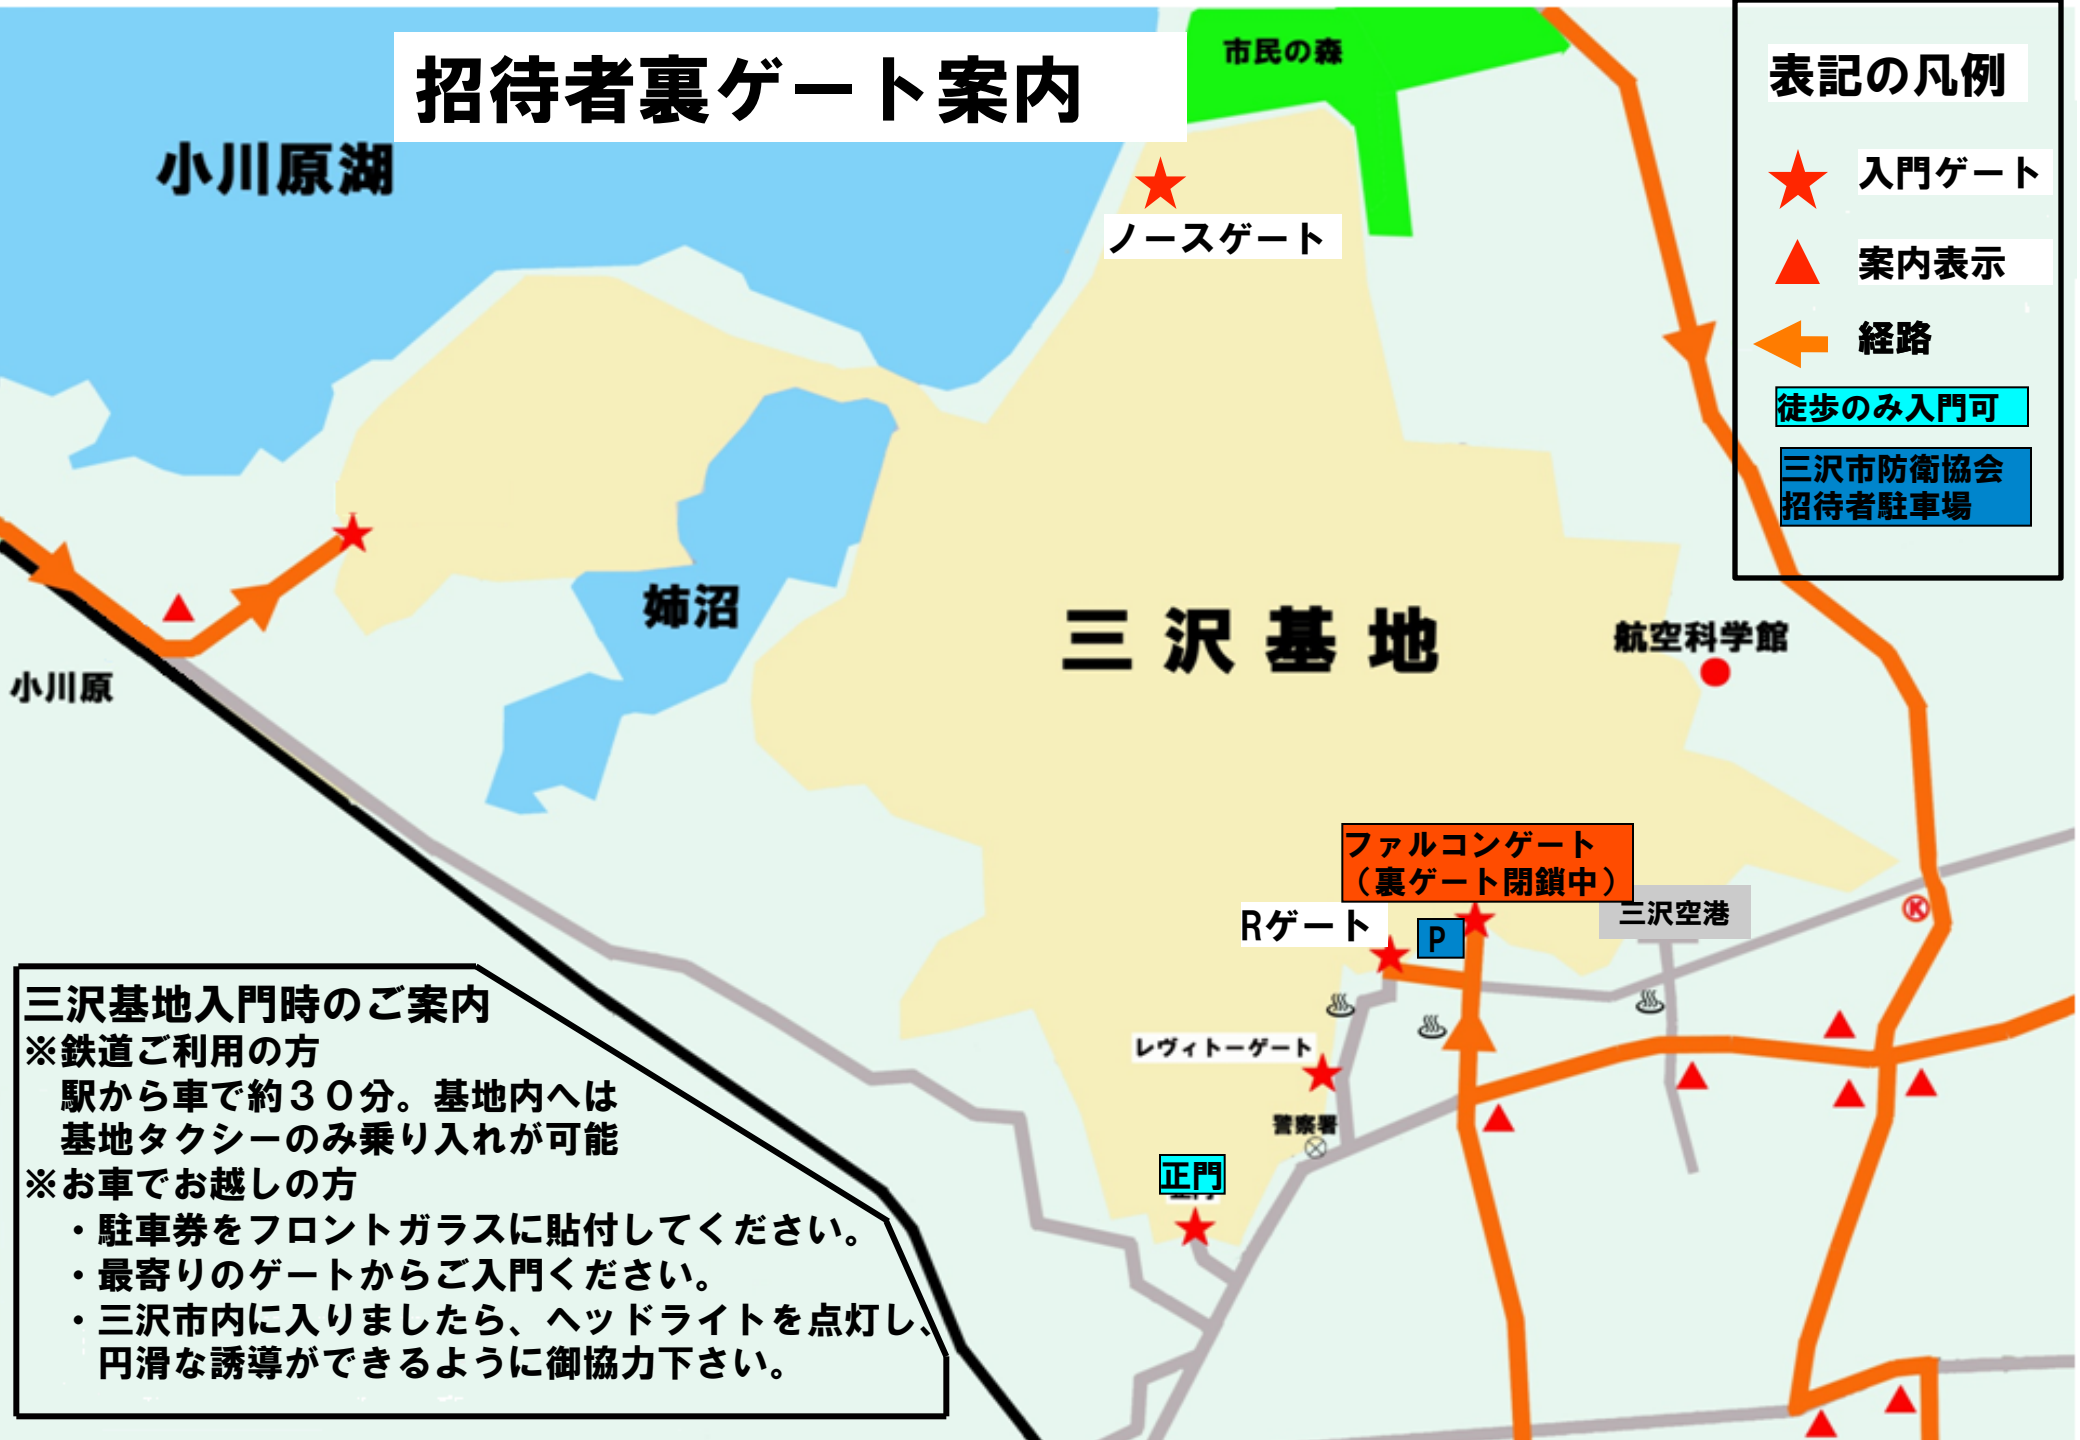 招待者裏ゲート案内
市民の森
表記の凡例
入門ゲート
案内表示
経路
徒歩のみ入門可
三沢市防衛協会
招待者駐車場
小川原湖
ノースゲート
姉沼
三沢基地
航空科学館
小川原
ファルコンゲート
（裏ゲート閉鎖中）
三沢空港
Rゲート
P
K
レヴィトーゲート
警察署
正門
三沢基地入門時のご案内
※鉄道ご利用の方
駅から車で約３０分。基地内へは
基地タクシーのみ乗り入れが可能
※お車でお越しの方
・駐車券をフロントガラスに貼付してください。
・最寄りのゲートからご入門ください。
・三沢市内に入りましたら、ヘッドライトを点灯し、
円滑な誘導ができるように御協力下さい。